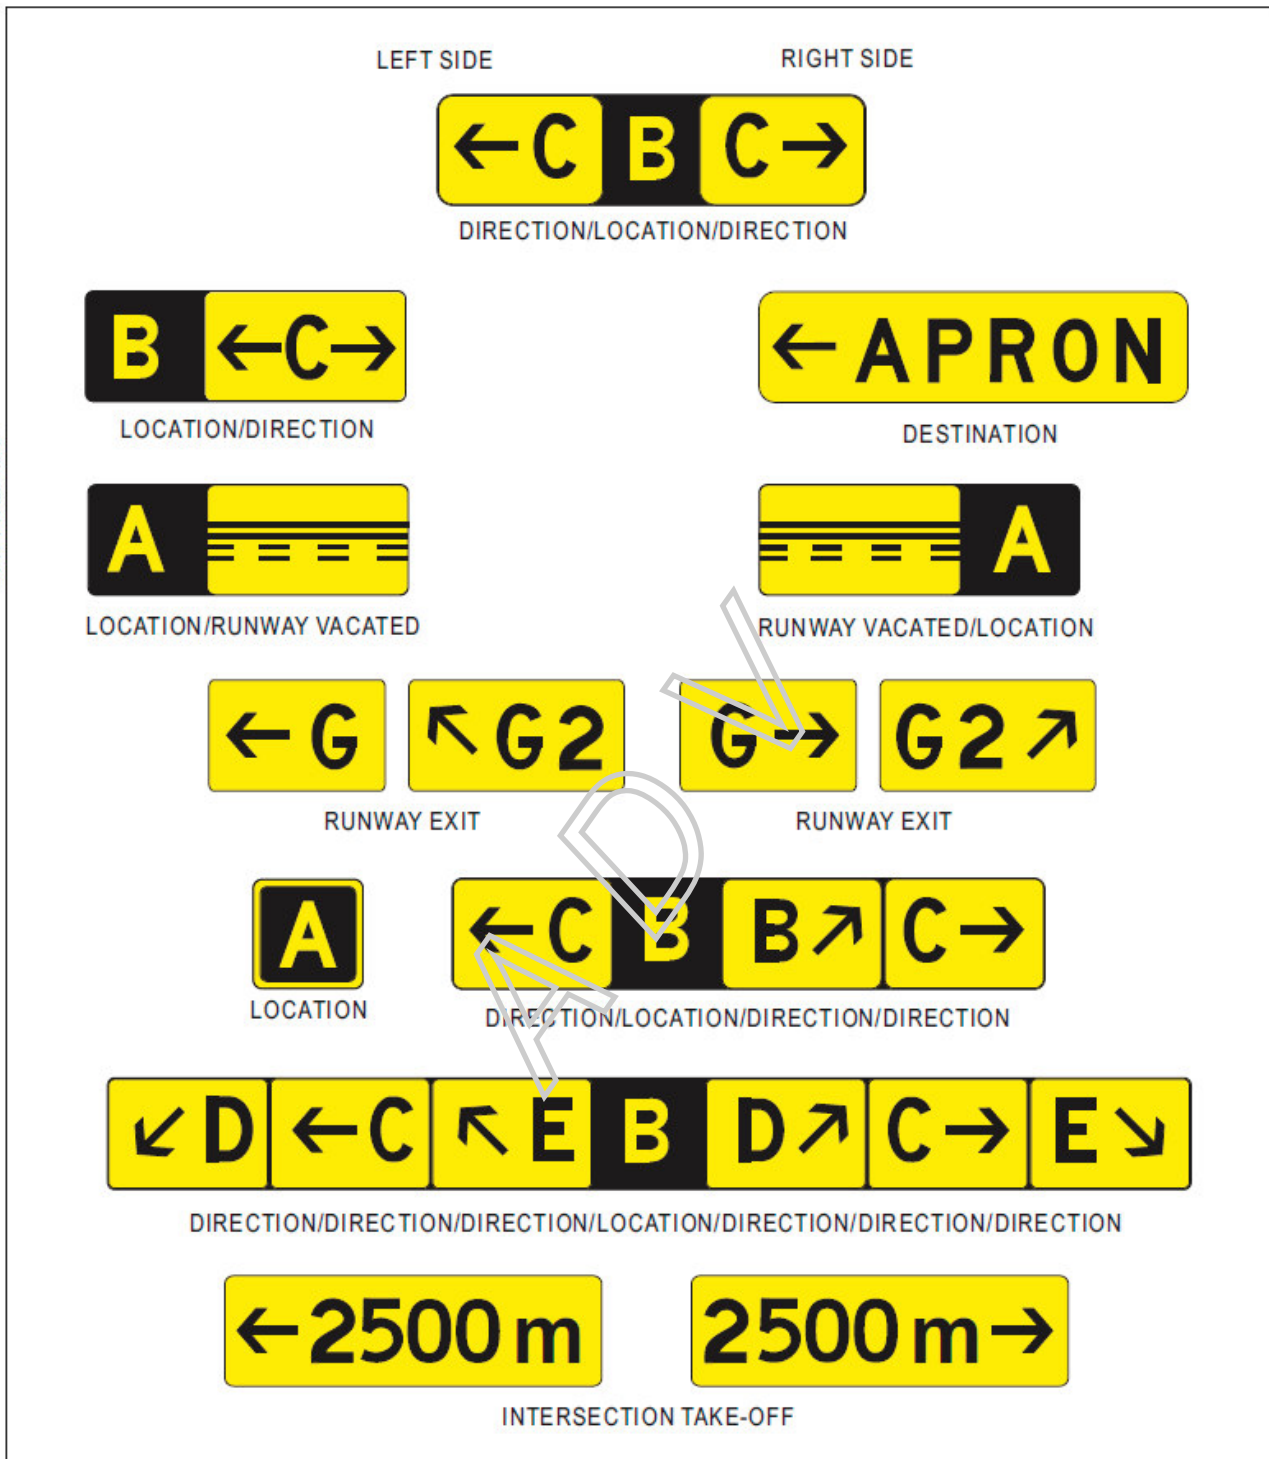 LEFT SIDE RIGHT SIDE
←C B C→
DIRECTION/LOCATION/DIRECTION
B ←C→
← APRON
LOCATION/DIRECTION
DESTINATION
A
A
LOCATION/RUNWAY VACATED
RUNWAY VACATED/LOCATION
←G ↖G2 G→ G2↗
RUNWAY EXIT RUNWAY EXIT
A
←C B B↗ C→
LOCATION
DIRECTION/LOCATION/DIRECTION/DIRECTION
↙D ←C ↖E B D↗ C→ E↘
DIRECTION/DIRECTION/DIRECTION/LOCATION/DIRECTION/DIRECTION/DIRECTION
←2500 m 2500 m→
INTERSECTION TAKE-OFF
ADV